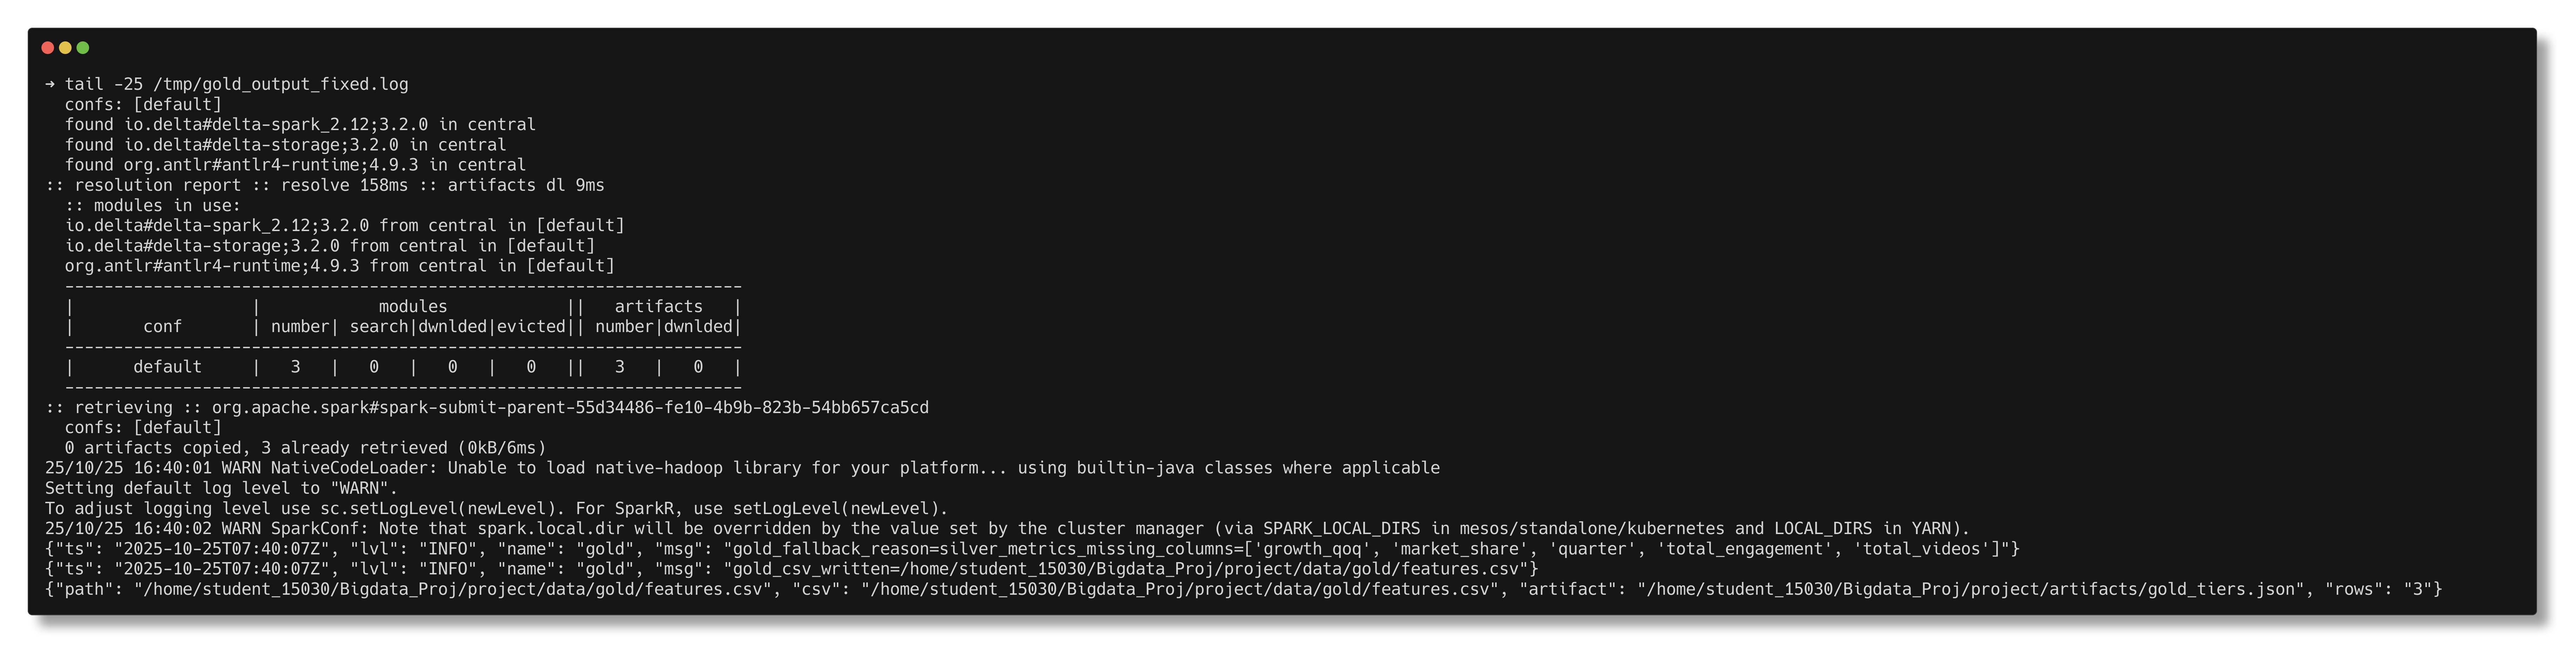 → tail -25 /tmp/gold_output_fixed.log
  confs: [default]
  found io.delta#delta-spark_2.12;3.2.0 in central
  found io.delta#delta-storage;3.2.0 in central
  found org.antlr#antlr4-runtime;4.9.3 in central
:: resolution report :: resolve 158ms :: artifacts dl 9ms
  :: modules in use:
  io.delta#delta-spark_2.12;3.2.0 from central in [default]
  io.delta#delta-storage;3.2.0 from central in [default]
  org.antlr#antlr4-runtime;4.9.3 from central in [default]
  ---------------------------------------------------------------------
  |                  |            modules            ||   artifacts   |
  |       conf       | number| search|dwnlded|evicted|| number|dwnlded|
  ---------------------------------------------------------------------
  |      default     |   3   |   0   |   0   |   0   ||   3   |   0   |
  ---------------------------------------------------------------------
:: retrieving :: org.apache.spark#spark-submit-parent-55d34486-fe10-4b9b-823b-54bb657ca5cd
  confs: [default]
  0 artifacts copied, 3 already retrieved (0kB/6ms)
25/10/25 16:40:01 WARN NativeCodeLoader: Unable to load native-hadoop library for your platform... using builtin-java classes where applicable
Setting default log level to "WARN".
To adjust logging level use sc.setLogLevel(newLevel). For SparkR, use setLogLevel(newLevel).
25/10/25 16:40:02 WARN SparkConf: Note that spark.local.dir will be overridden by the value set by the cluster manager (via SPARK_LOCAL_DIRS in mesos/standalone/kubernetes and LOCAL_DIRS in YARN).
{"ts": "2025-10-25T07:40:07Z", "lvl": "INFO", "name": "gold", "msg": "gold_fallback_reason=silver_metrics_missing_columns=['growth_qoq', 'market_share', 'quarter', 'total_engagement', 'total_videos']"}
{"ts": "2025-10-25T07:40:07Z", "lvl": "INFO", "name": "gold", "msg": "gold_csv_written=/home/student_15030/Bigdata_Proj/project/data/gold/features.csv"}
{"path": "/home/student_15030/Bigdata_Proj/project/data/gold/features.csv", "csv": "/home/student_15030/Bigdata_Proj/project/data/gold/features.csv", "artifact": "/home/student_15030/Bigdata_Proj/project/artifacts/gold_tiers.json", "rows": "3"}